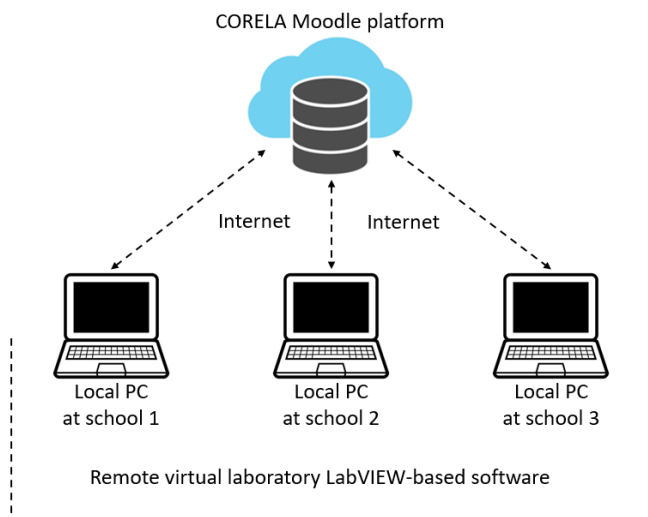 CORELA Moodle platform
Internet
Internet
Local PC
at school 1
Local PC
at school 2
Local PC
at school 3
Remote virtual laboratory LabVIEW-based software